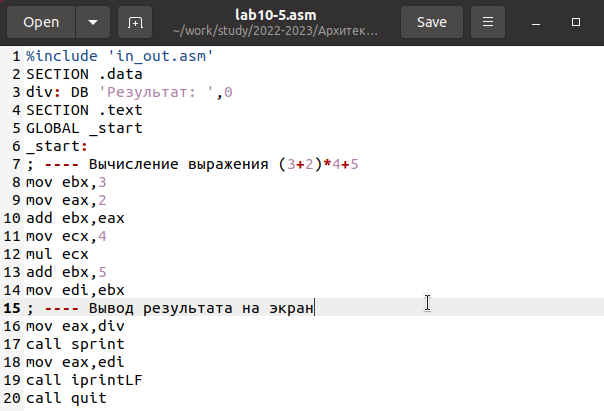 Open
lab10-5.asm
~/work/study/2022-2023/Архитек...
Save
1 %include 'in_out.asm'
2 SECTION .data
3 div: DB 'Результат: ',0
4 SECTION .text
5 GLOBAL _start
6 _start:
7 ; ---- Вычисление выражения (3+2)*4+5
8 mov ebx,3
9 mov eax,2
10 add ebx,eax
11 mov ecx,4
12 mul ecx
13 add ebx,5
14 mov edi,ebx
15 ; ---- Вывод результата на экран
16 mov eax,div
17 call sprint
18 mov eax,edi
19 call iprintLF
20 call quit